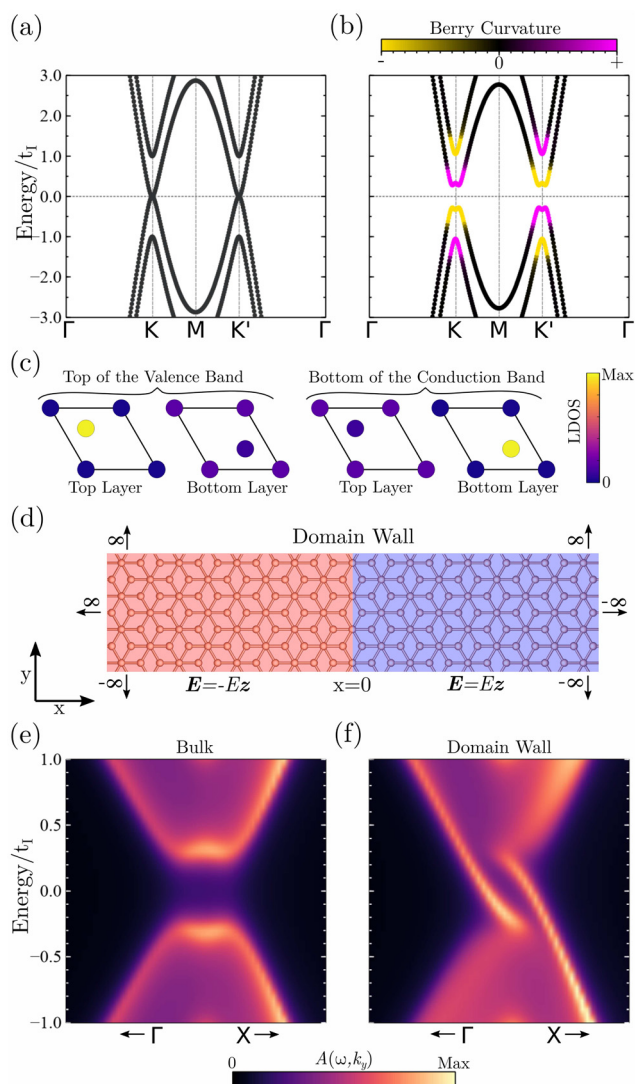 (a)
(b)
Berry Curvature
- 0 +
3.0
2.0
1.0
0.0
−1.0
−2.0
−3.0
Energy/t_I
Γ K M K' Γ
Γ K M K' Γ
(c)
Top of the Valence Band
Bottom of the Conduction Band
Top Layer
Bottom Layer
Top Layer
Bottom Layer
Max
LDOS
0
(d)
Domain Wall
∞
∞
∞
-∞
-∞
-∞
y
x
E=-Ez
x=0
E=Ez
(e)
Bulk
(f)
Domain Wall
1.0
0.5
0.0
−0.5
−1.0
Energy/t_I
← Γ X →
← Γ X →
0 A(ω,k_y) Max